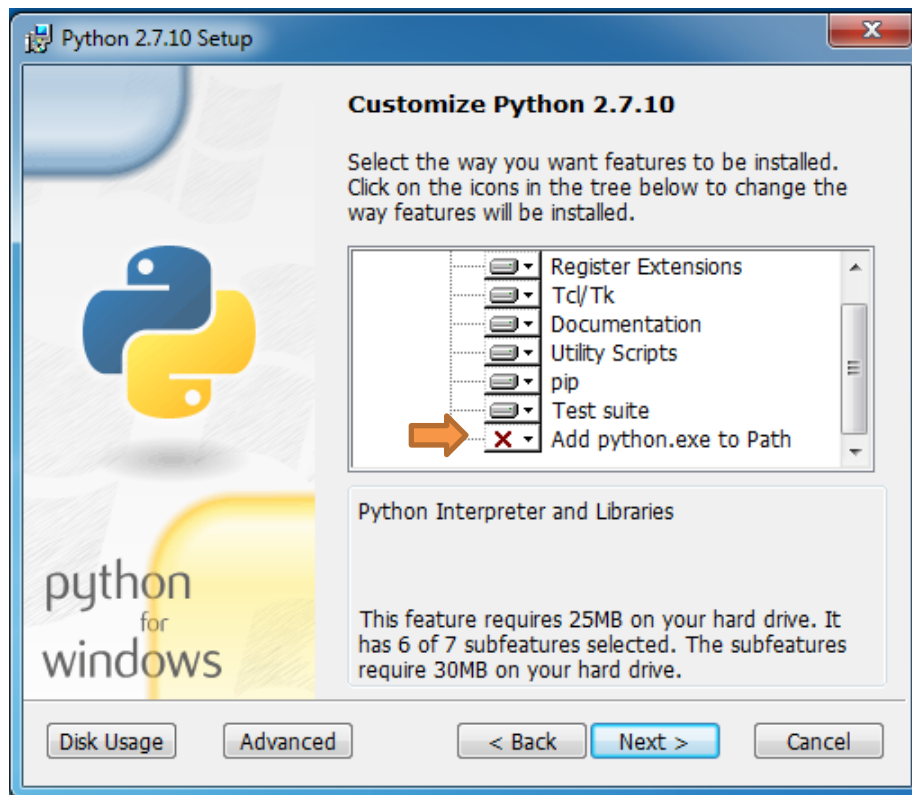 Python 2.7.10 Setup
Customize Python 2.7.10
Select the way you want features to be installed.
Click on the icons in the tree below to change the
way features will be installed.
Register Extensions
Tcl/Tk
Documentation
Utility Scripts
pip
Test suite
Add python.exe to Path
Python Interpreter and Libraries
This feature requires 25MB on your hard drive. It
has 6 of 7 subfeatures selected. The subfeatures
require 30MB on your hard drive.
python
for
windows
Disk Usage
Advanced
< Back
Next >
Cancel